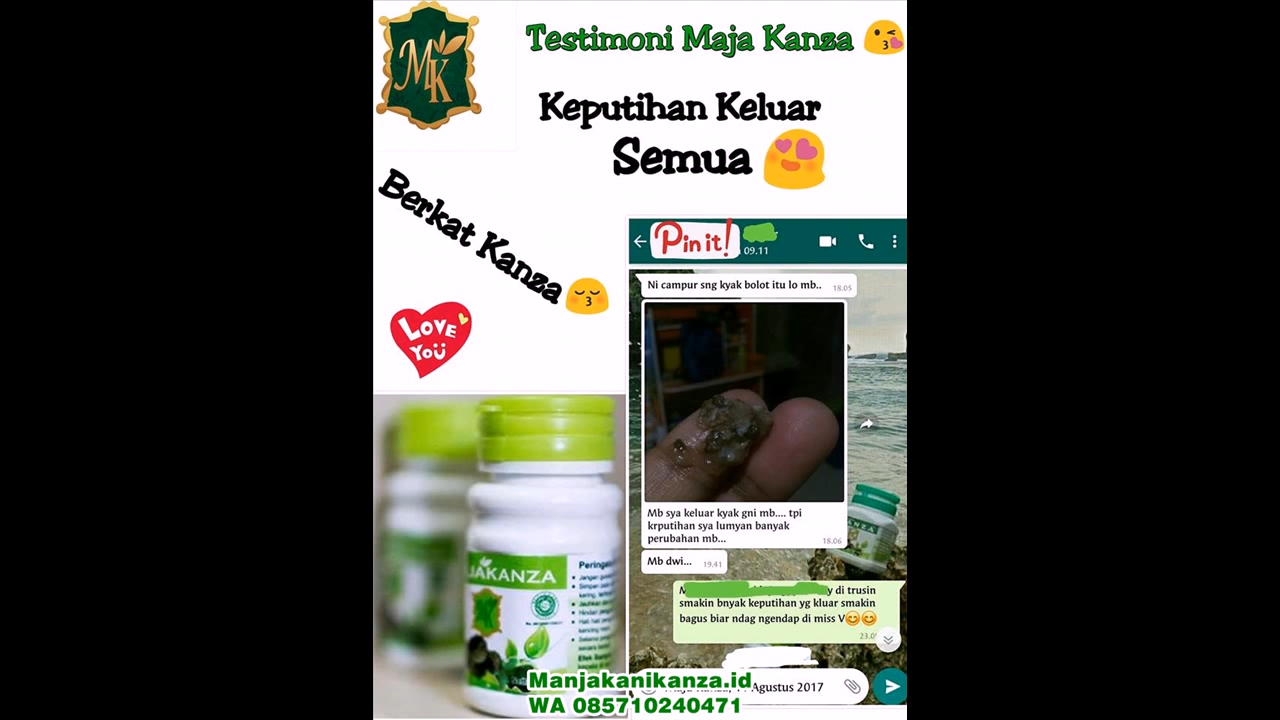 MK
Testimoni Maja Kanza
Keputihan Keluar
Semua
Berkat Kanza
LOVE
YOU
Pin it!
09.11
Ni campur sng kyak bolot itu lo mb.. 18.05
Mb sya keluar kyak gni mb.... tpi
krputihan sya lumyan banyak
perubahan mb... 18.06
Mb dwi... 19.41
y di trusin
smakin bnyak keputihan yg kluar smakin
bagus biar ndag ngendap di miss V
Agustus 2017
JAKANZA
Manjakanikanza.id
WA 085710240471